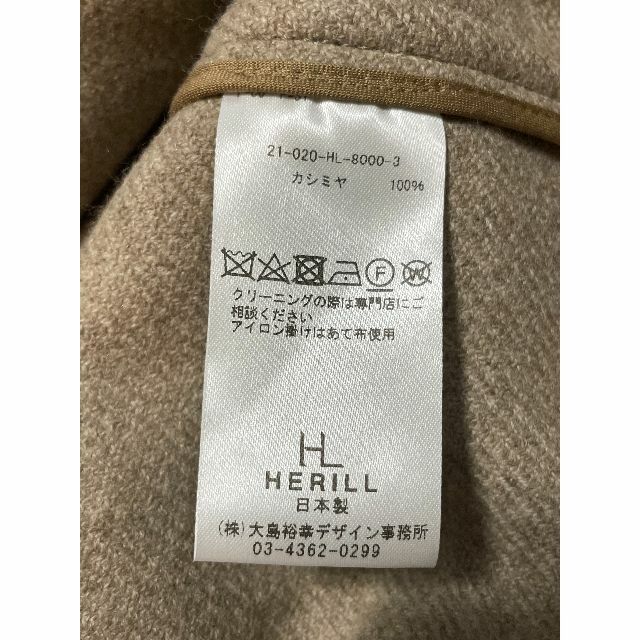 21-020-HL-8000-3
カシミヤ 100%
F
W
クリーニングの際は専門店にご
相談ください
アイロン掛けはあて布使用
HL
HERILL
日本製
(株)大島裕幸デザイン事務所
03-4362-0299